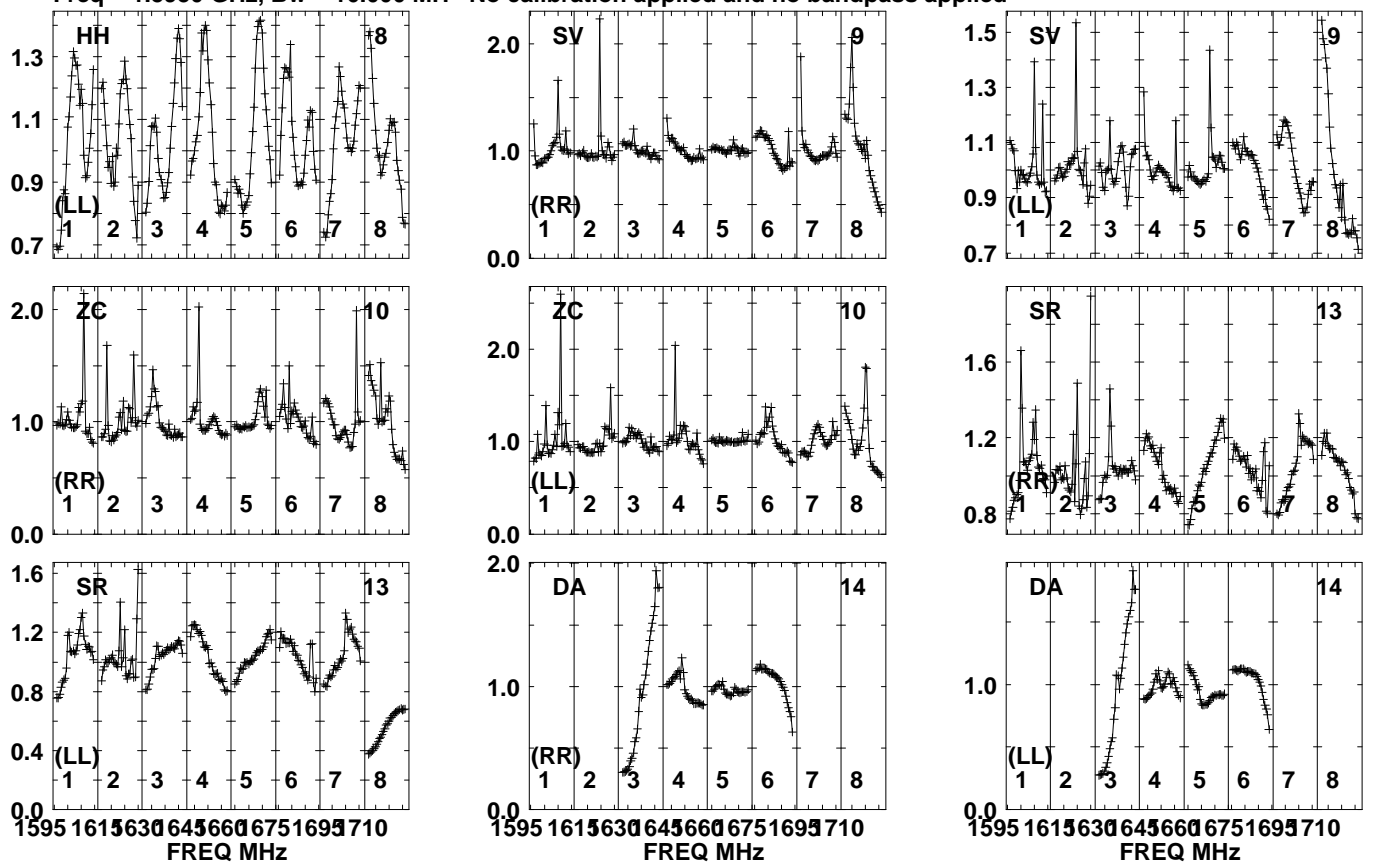 Freq GHz, Bw No calibration applied and no bandpass applied
HH 8 SV 9 SV 9
1.3 2.0 1.5
1.3
1.1
1.0 1.1
0.9 0.9
(LL) (RR) (LL)
1 2 3 4 5 6 7 8 1 2 3 4 5 6 7 8 1 2 3 4 5 6 7 8
0.7 0.0 0.7
ZC 10 ZC 10 SR 13
2.0 2.0 1.6
1.0 1.0 1.2
(RR) (LL) (RR)
1 2 3 4 5 6 7 8 1 2 3 4 5 6 7 8 1 2 3 4 5 6 7 8
0.0 0.0 0.8
1.6 SR 13 2.0 DA 14 DA 14
1.2
0.8 1.0 1.0
0.4
(LL) (RR) (LL)
1 2 3 4 5 6 7 8 1 2 3 4 5 6 7 8 1 2 3 4 5 6 7 8
0.0 0.0 0.0
1595 1615 1630 1645 1660 1675 1695 1710 1595 1615 1630 1645 1660 1675 1695 1710 1595 1615 1630 1645 1660 1675 1695 1710
FREQ MHz FREQ MHz FREQ MHz